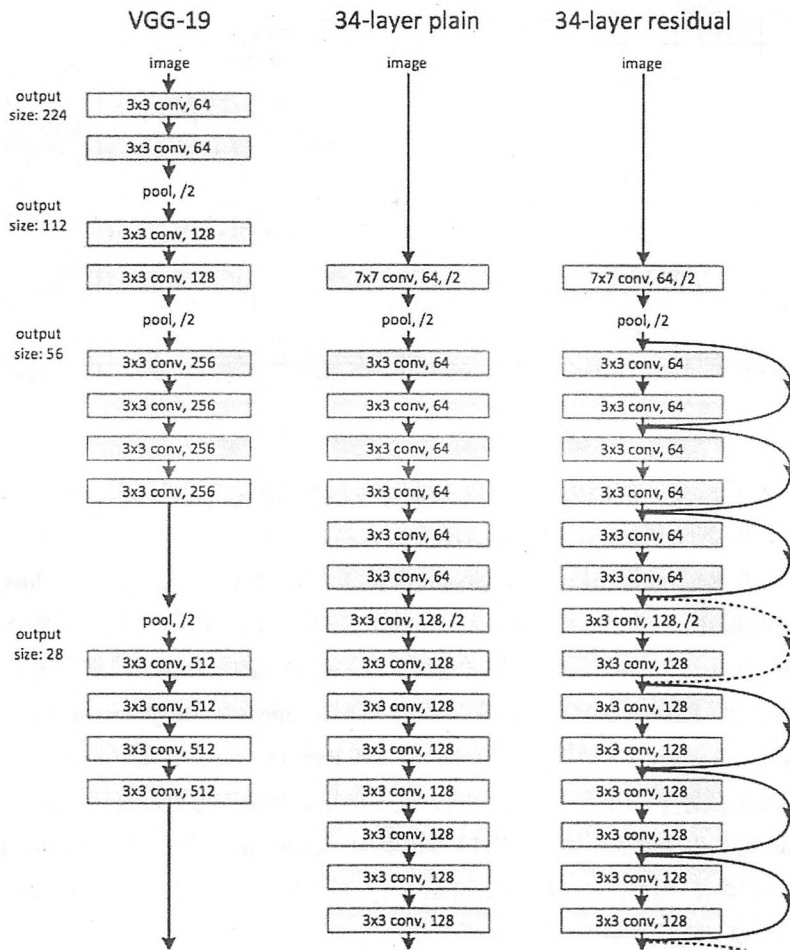 VGG-19
34-layer plain
34-layer residual
image
image
image
output
size: 224
3x3 conv, 64
3x3 conv, 64
pool, /2
output
size: 112
3x3 conv, 128
3x3 conv, 128
7x7 conv, 64, /2
7x7 conv, 64, /2
pool, /2
pool, /2
pool, /2
output
size: 56
3x3 conv, 256
3x3 conv, 64
3x3 conv, 64
3x3 conv, 256
3x3 conv, 64
3x3 conv, 64
3x3 conv, 256
3x3 conv, 64
3x3 conv, 64
3x3 conv, 256
3x3 conv, 64
3x3 conv, 64
3x3 conv, 64
3x3 conv, 64
3x3 conv, 64
3x3 conv, 64
pool, /2
3x3 conv, 128, /2
3x3 conv, 128, /2
output
size: 28
3x3 conv, 512
3x3 conv, 128
3x3 conv, 128
3x3 conv, 512
3x3 conv, 128
3x3 conv, 128
3x3 conv, 512
3x3 conv, 128
3x3 conv, 128
3x3 conv, 512
3x3 conv, 128
3x3 conv, 128
3x3 conv, 128
3x3 conv, 128
3x3 conv, 128
3x3 conv, 128
3x3 conv, 128
3x3 conv, 128